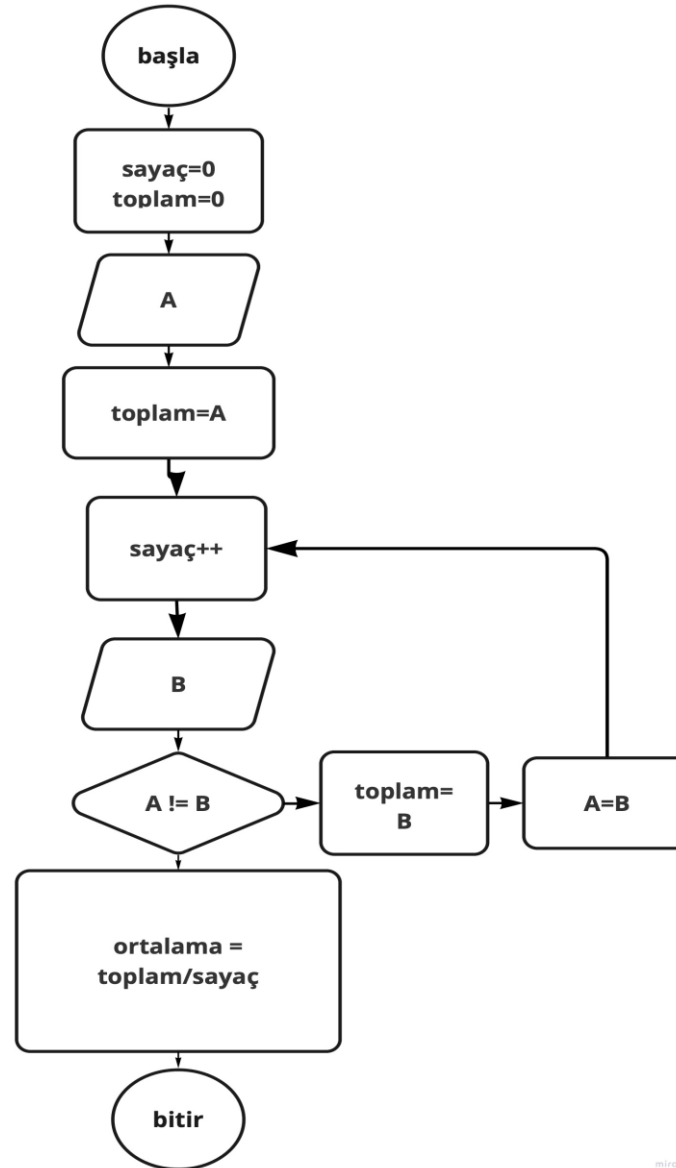 başla
sayaç=0
toplam=0
A
toplam=A
sayaç++
B
A != B
toplam=
B
A=B
ortalama =
toplam/sayaç
bitir